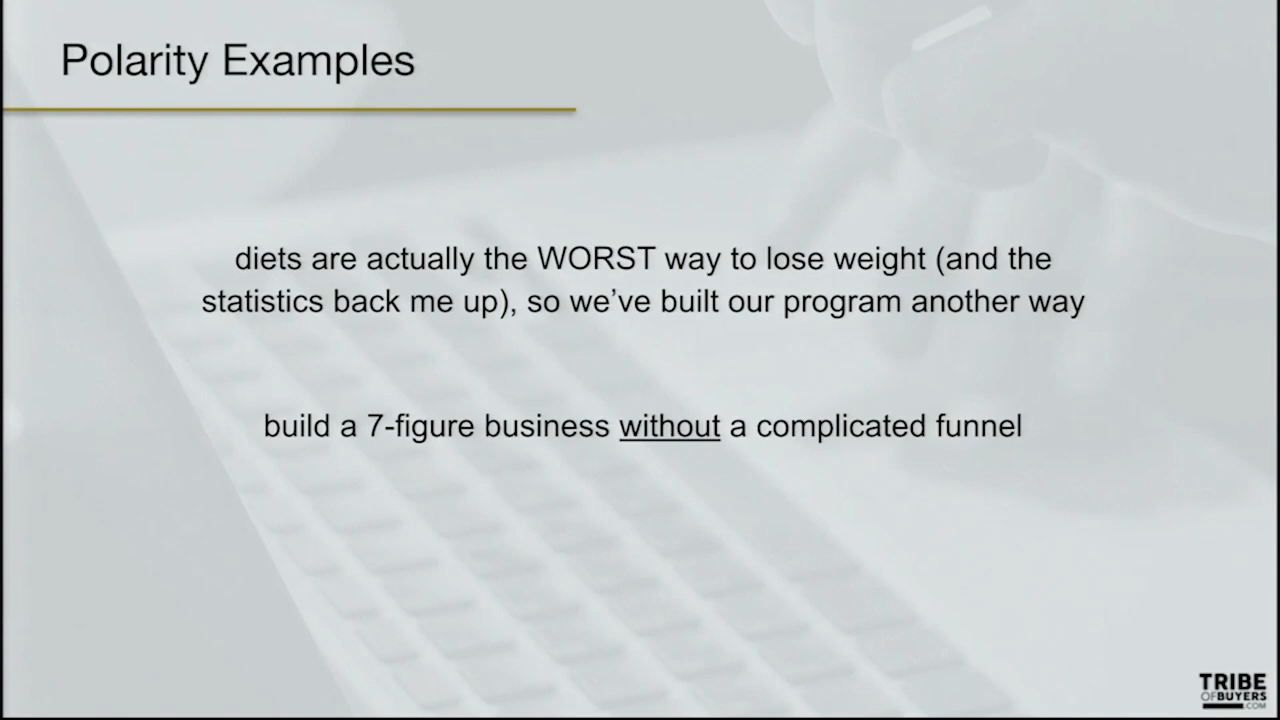 Polarity Examples
diets are actually the WORST way to lose weight (and the
statistics back me up), so we’ve built our program another way
build a 7-figure business without a complicated funnel
TRIBE
OFBUYERS
.COM